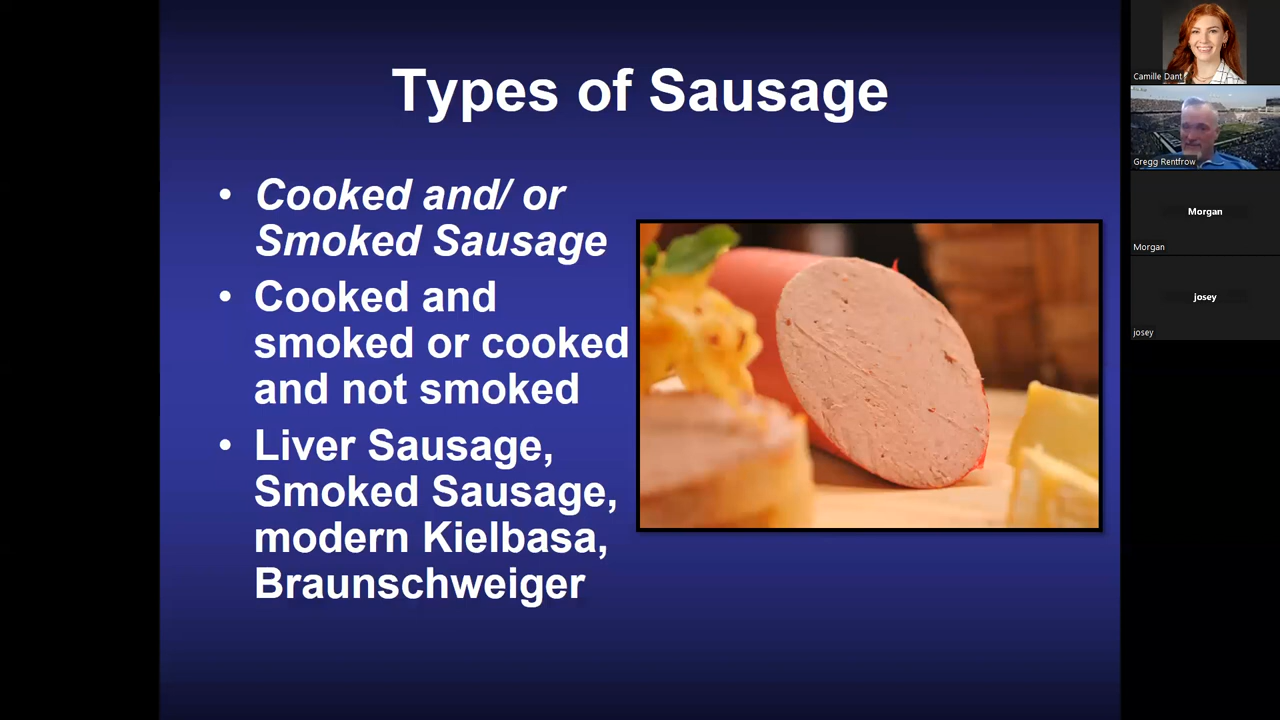 Types of Sausage
• Cooked and/ or
Smoked Sausage
• Cooked and
smoked or cooked
and not smoked
• Liver Sausage,
Smoked Sausage,
modern Kielbasa,
Braunschweiger
Camille Dant
Gregg Rentfrow
Morgan
Morgan
josey
josey